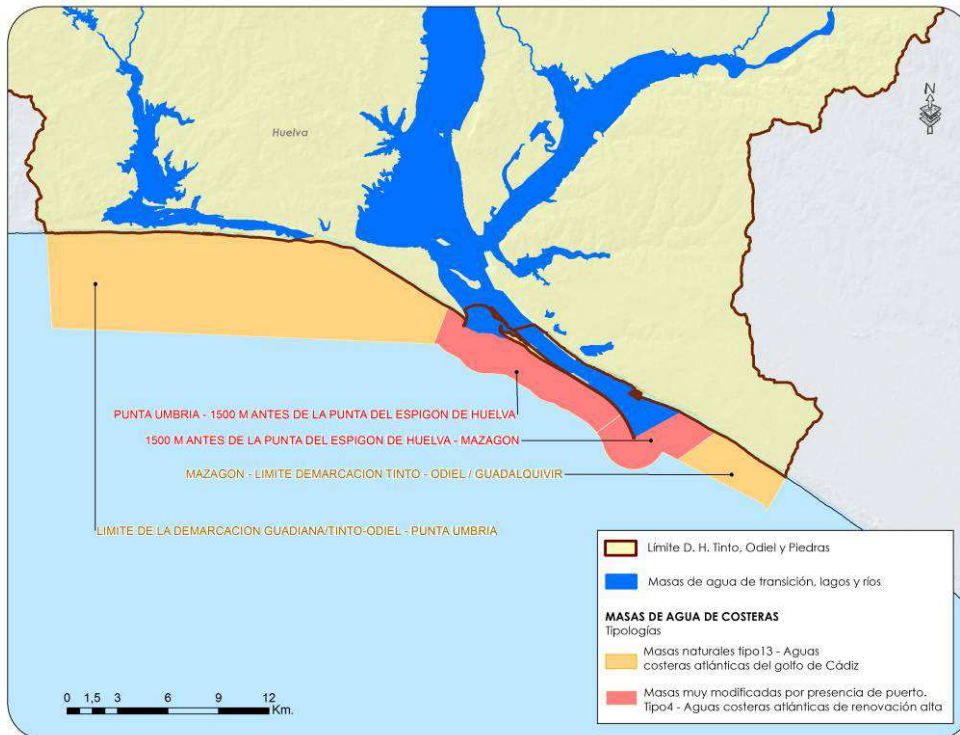 N
Huelva
PUNTA UMBRIA - 1500 M ANTES DE LA PUNTA DEL ESPIGON DE HUELVA
1500 M ANTES DE LA PUNTA DEL ESPIGON DE HUELVA - MAZAGON
MAZAGON - LIMITE DEMARCACION TINTO - ODIEL / GUADALQUIVIR
LIMITE DE LA DEMARCACION GUADIANA/TINTO-ODIEL - PUNTA UMBRIA
Límite D. H. Tinto, Odiel y Piedras
Masas de agua de transición, lagos y ríos
MASAS DE AGUA DE COSTERAS
Tipologías
Masas naturales tipo13 - Aguas
costeras atlánticas del golfo de Cádiz
Masas muy modificadas por presencia de puerto.
Tipo4 - Aguas costeras atlánticas de renovación alta
0 1,5 3 6 9 12
Km.